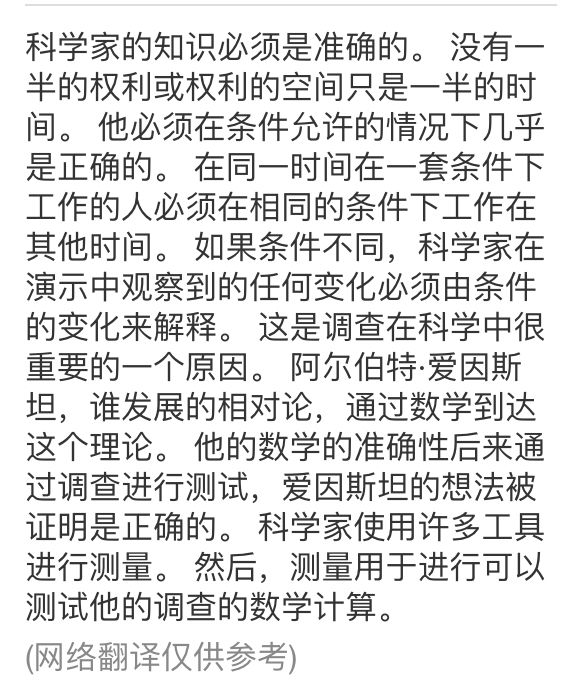 科学家的知识必须是准确的。 没有一
半的权利或权利的空间只是一半的时
间。 他必须在条件允许的情况下几乎
是正确的。 在同一时间在一套条件下
工作的人必须在相同的条件下工作在
其他时间。 如果条件不同，科学家在
演示中观察到的任何变化必须由条件
的变化来解释。 这是调查在科学中很
重要的一个原因。 阿尔伯特·爱因斯
坦，谁发展的相对论，通过数学到达
这个理论。 他的数学的准确性后来通
过调查进行测试，爱因斯坦的想法被
证明是正确的。 科学家使用许多工具
进行测量。 然后，测量用于进行可以
测试他的调查的数学计算。
(网络翻译仅供参考)